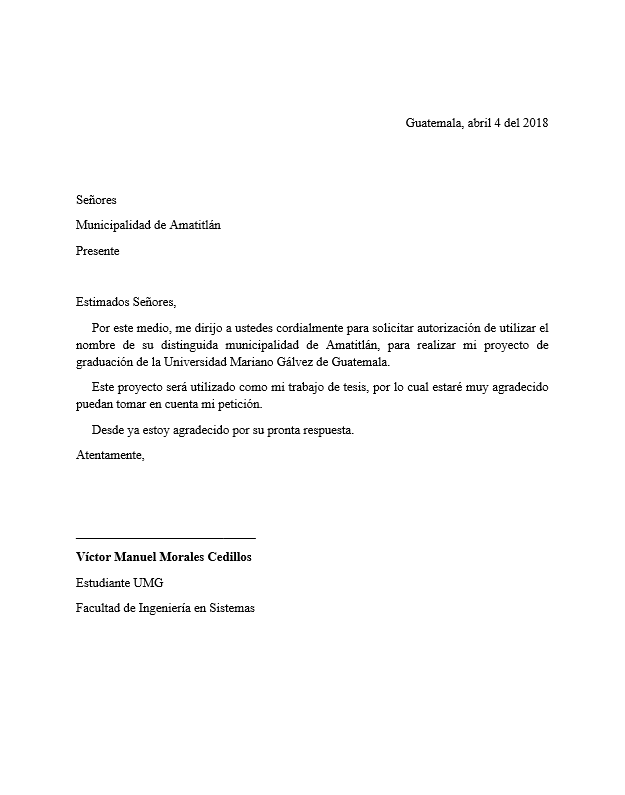 Guatemala, abril 4 del 2018
Señores
Municipalidad de Amatitlán
Presente
Estimados Señores,
Por este medio, me dirijo a ustedes cordialmente para solicitar autorización de utilizar el
nombre de su distinguida municipalidad de Amatitlán, para realizar mi proyecto de
graduación de la Universidad Mariano Gálvez de Guatemala.
Este proyecto será utilizado como mi trabajo de tesis, por lo cual estaré muy agradecido
puedan tomar en cuenta mi petición.
Desde ya estoy agradecido por su pronta respuesta.
Atentamente,
Víctor Manuel Morales Cedillos
Estudiante UMG
Facultad de Ingeniería en Sistemas